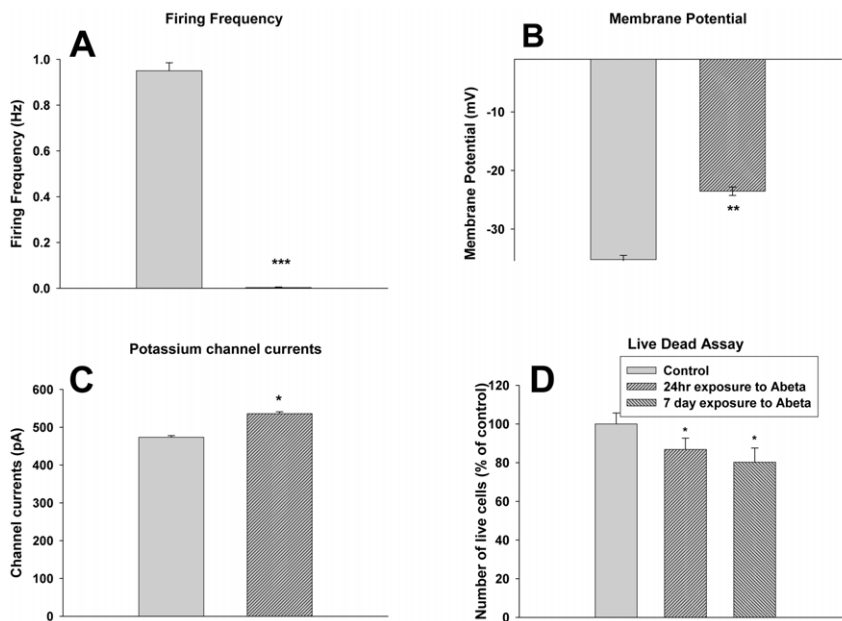 A
Firing Frequency
Firing Frequency (Hz)
1.0
0.8
0.6
0.4
0.2
0.0
***
B
Membrane Potential
Membrane Potential (mV)
-10
-20
-30
**
C
Potassium channel currents
Channel currents (pA)
600
500
400
300
200
100
0
*
D
Live Dead Assay
Number of live cells (% of control)
120
100
80
60
40
20
0
Control
24hr exposure to Abeta
7 day exposure to Abeta
*
*